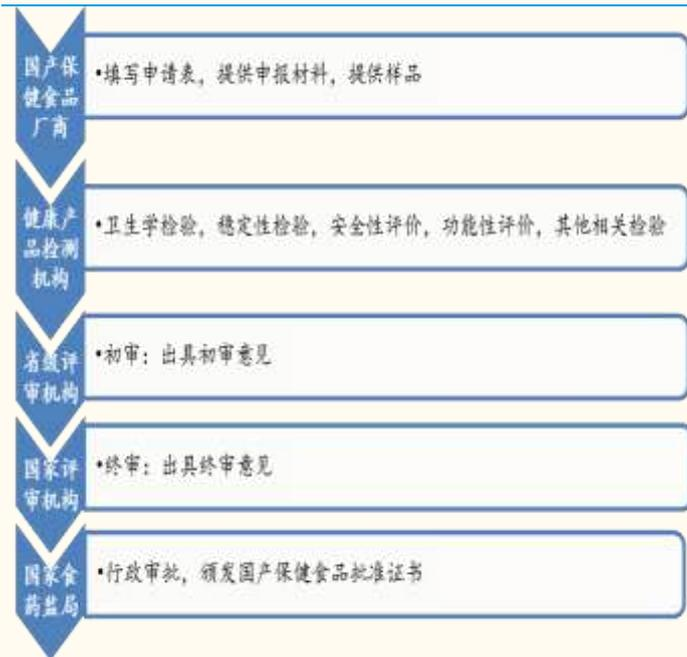 国产保
健食品
厂商
•填写申请表，提供申报材料，提供样品
健康产
品检测
机构
•卫生学检验，稳定性检验，安全性评价，功能性评价，其他相关检验
省级评
审机构
•初审：出具初审意见
国家评
审机构
•终审：出具终审意见
国家食
药监局
•行政审批，颁发国产保健食品批准证书